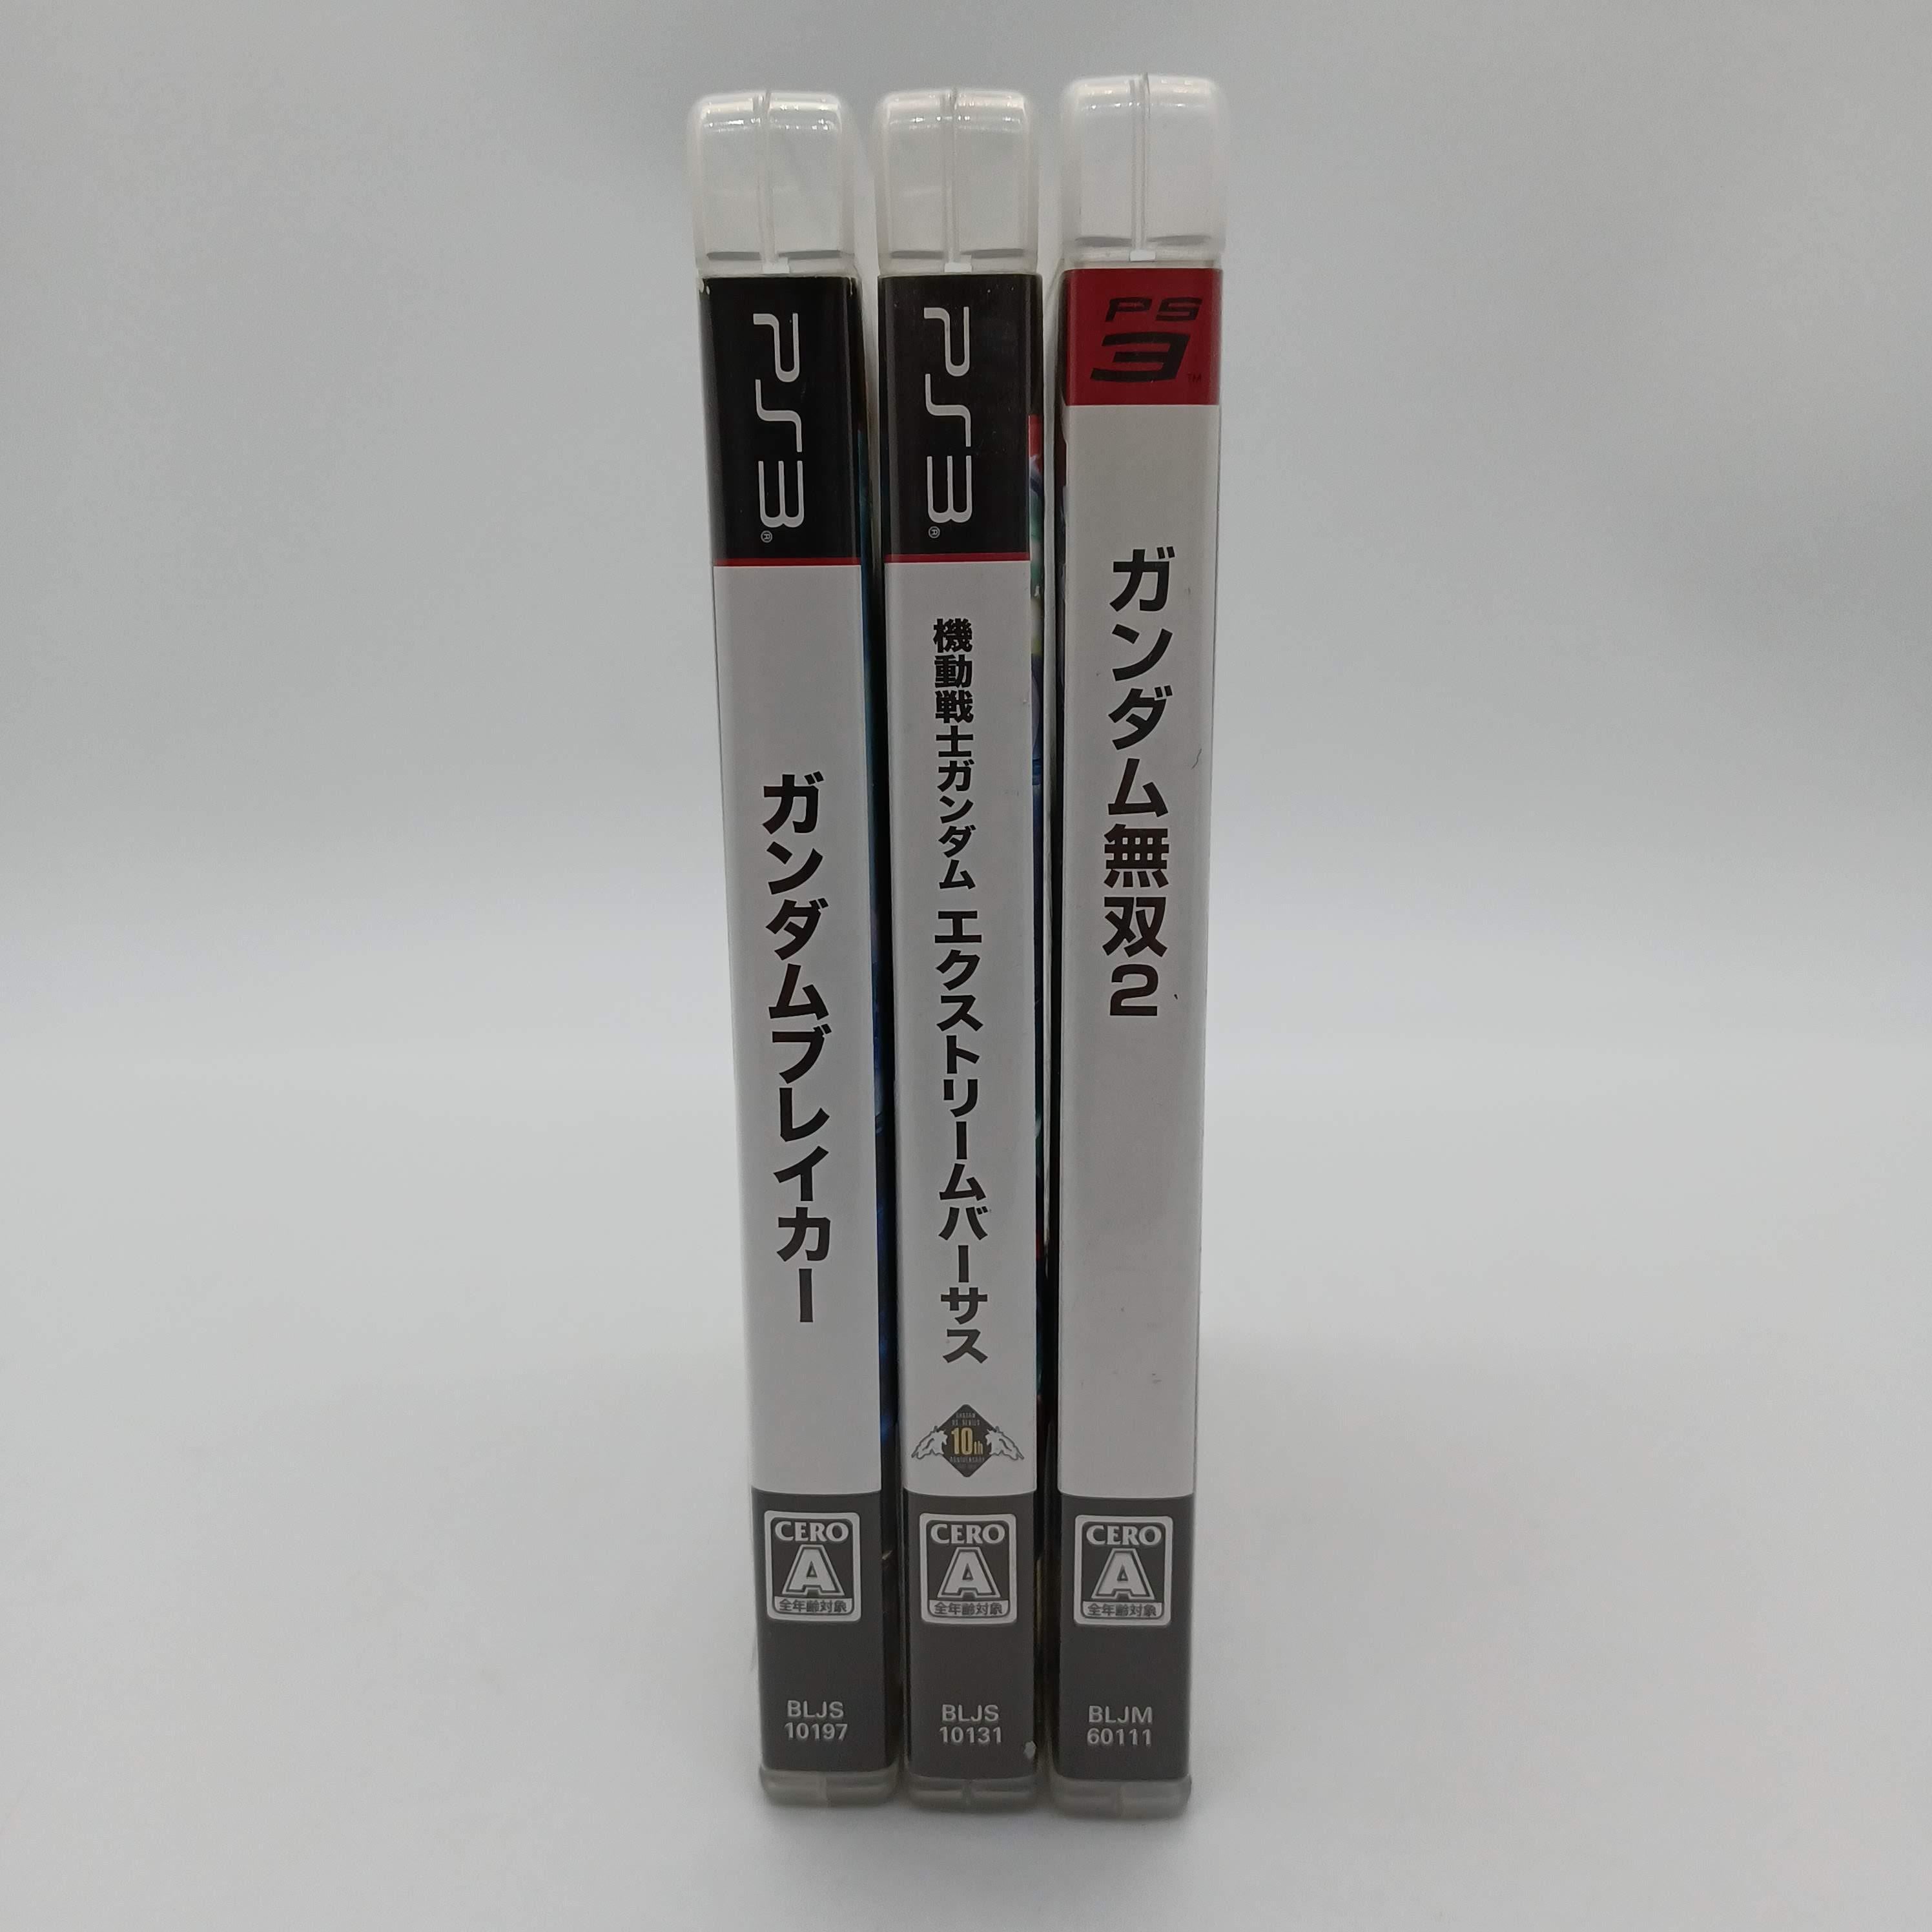 PS3®
ガンダムブレイカー
CERO
A
全年齢対象
BLJS
10197
PS3®
機動戦士ガンダム エクストリームバーサス
10th
CERO
A
全年齢対象
BLJS
10131
PS
3™
ガンダム無双2
CERO
A
全年齢対象
BLJM
60111